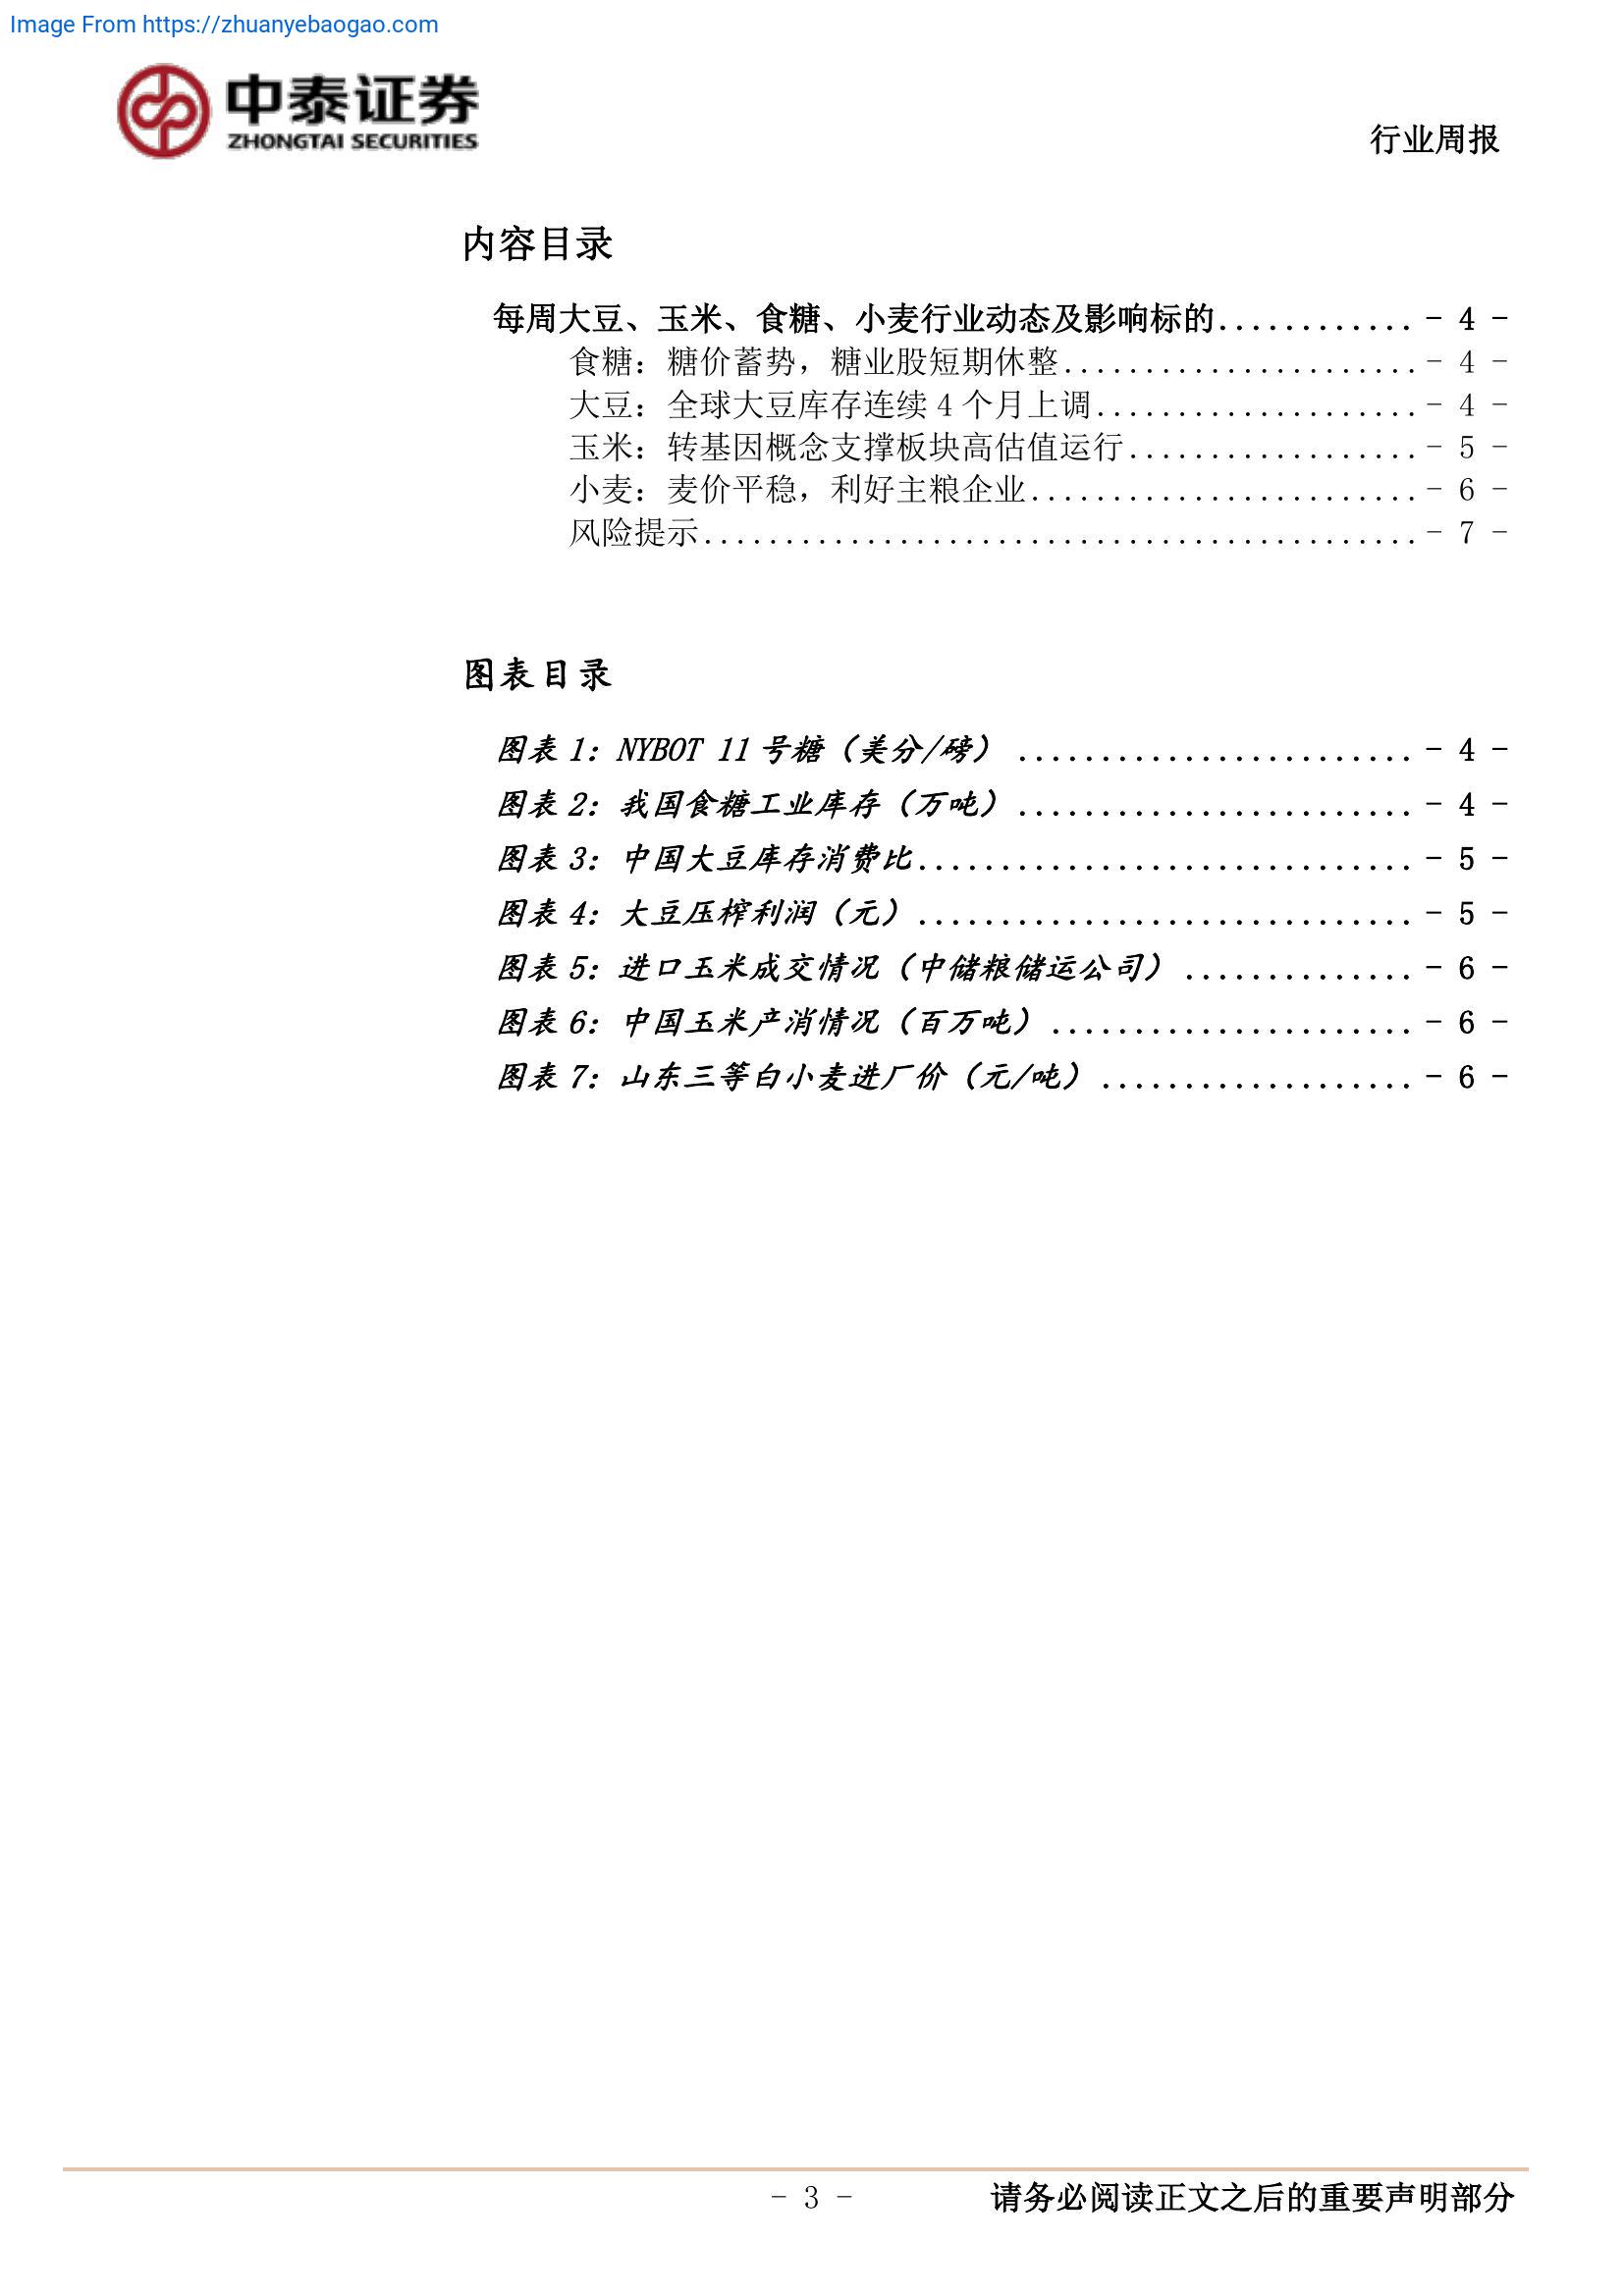 Image From https://zhuanyebaogao.com
中泰证券
ZHONGTAI SECURITIES
行业周报
内容目录
每周大豆、玉米、食糖、小麦行业动态及影响标的............ - 4 -
食糖：糖价蓄势，糖业股短期休整...................... - 4 -
大豆：全球大豆库存连续 4 个月上调.................... - 4 -
玉米：转基因概念支撑板块高估值运行.................. - 5 -
小麦：麦价平稳，利好主粮企业........................ - 6 -
风险提示............................................ - 7 -
图表目录
图表 1：NYBOT 11 号糖（美分/磅） ........................ - 4 -
图表 2：我国食糖工业库存（万吨） ........................ - 4 -
图表 3：中国大豆库存消费比.............................. - 5 -
图表 4：大豆压榨利润（元） .............................. - 5 -
图表 5：进口玉米成交情况（中储粮储运公司） .............. - 6 -
图表 6：中国玉米产消情况（百万吨） ...................... - 6 -
图表 7：山东三等白小麦进厂价（元/吨） ................... - 6 -
- 3 -
请务必阅读正文之后的重要声明部分